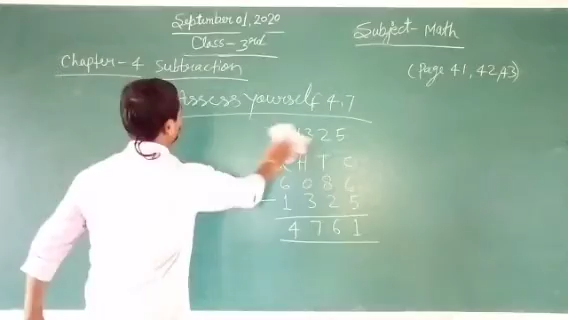 September 01, 2020
Class - 3rd
Subject - Math
Chapter - 4 Subtraction
(Page 41, 42, 43)
Assess yourself 4.7
325
H T O
6 0 8 6
- 1 3 2 5
4 7 6 1